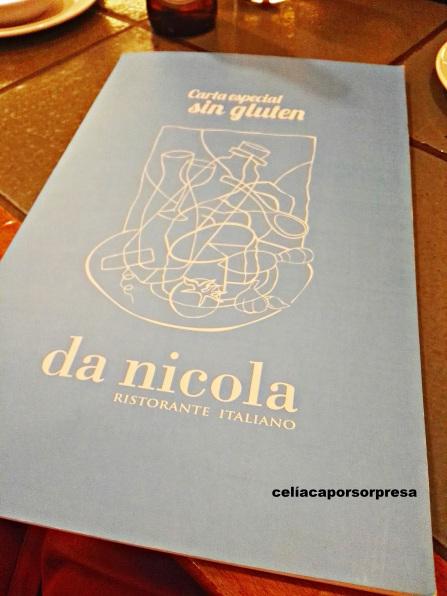 Carta especial
sin gluten
da nicola
RISTORANTE ITALIANO
celíacaporsorpresa